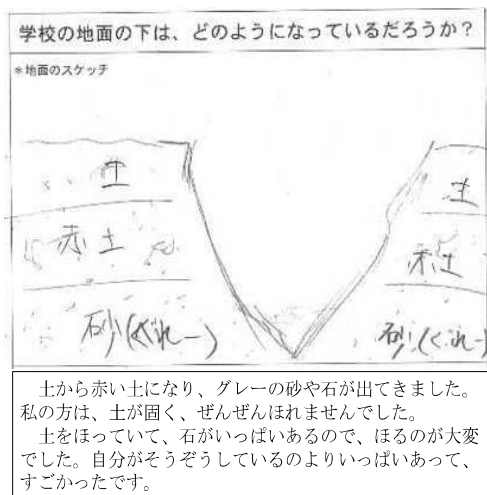 学校の地面の下は、どのようになっているだろうか？
＊地面のスケッチ
土
土
赤土
赤土
砂(ぐれー)
砂(ぐれー)
土から赤い土になり、グレーの砂や石が出てきました。
私の方は、土が固く、ぜんぜんほれませんでした。
土をほっていて、石がいっぱいあるので、ほるのが大変
でした。自分がそうぞうしているのよりいっぱいあって、
すごかったです。